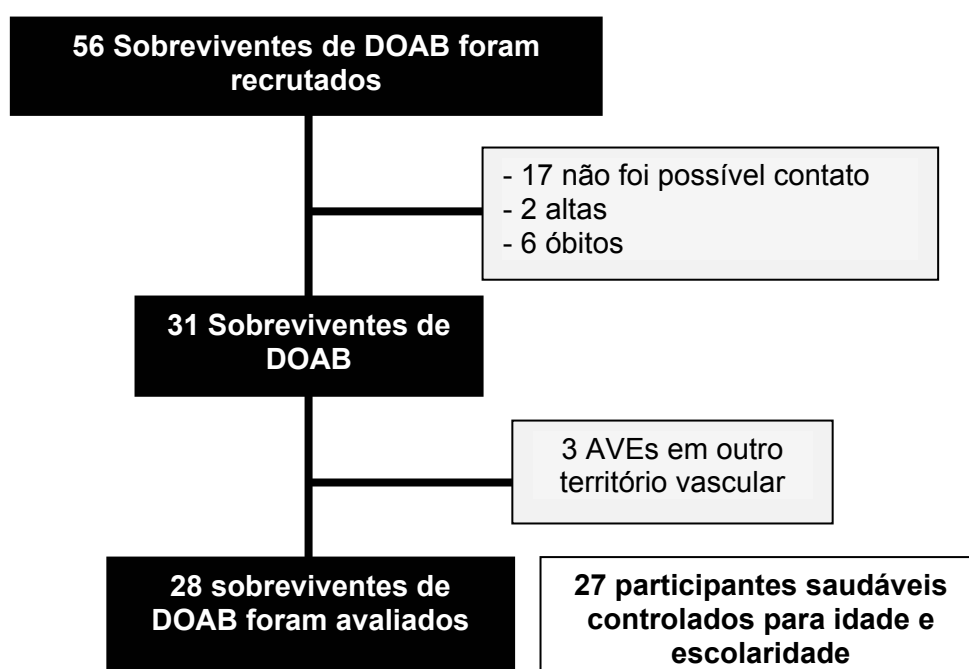 56 Sobreviventes de DOAB foram
recrutados
- 17 não foi possível contato
- 2 altas
- 6 óbitos
31 Sobreviventes de
DOAB
3 AVEs em outro
território vascular
28 sobreviventes de
DOAB foram avaliados
27 participantes saudáveis
controlados para idade e
escolaridade